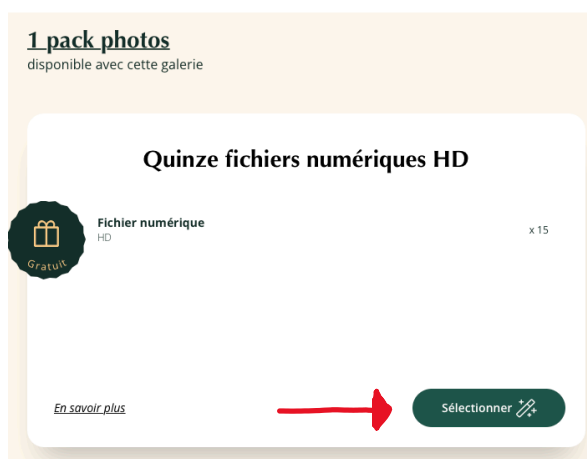 1 pack photos
disponible avec cette galerie
Quinze fichiers numériques HD
Fichier numérique
HD
x 15
Gratuit
En savoir plus
Sélectionner